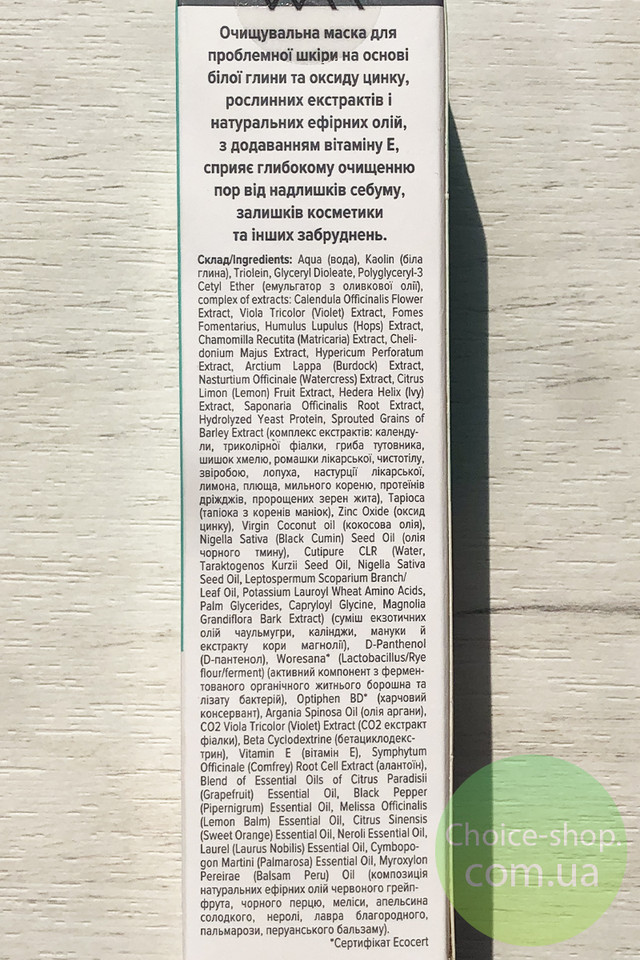 Очищувальна маска для
проблемної шкіри на основі
білої глини та оксиду цинку,
рослинних екстрактів і
натуральних ефірних олій,
з додаванням вітаміну Е,
сприяє глибокому очищенню
пор від надлишків себуму,
залишків косметики
та інших забруднень.
Склад/Ingredients: Aqua (вода), Kaolin (біла
глина), Triolein, Glyceryl Dioleate, Polyglyceryl-3
Cetyl Ether (емульгатор з оливкової олії),
complex of extracts: Calendula Officinalis Flower
Extract, Viola Tricolor (Violet) Extract, Fomes
Fomentarius, Humulus Lupulus (Hops) Extract,
Chamomilla Recutita (Matricaria) Extract, Cheli-
donium Majus Extract, Hypericum Perforatum
Extract, Arctium Lappa (Burdock) Extract,
Nasturtium Officinale (Watercress) Extract, Citrus
Limon (Lemon) Fruit Extract, Hedera Helix (Ivy)
Extract, Saponaria Officinalis Root Extract,
Hydrolyzed Yeast Protein, Sprouted Grains of
Barley Extract (комплекс екстрактів: календу-
ли, триколірної фіалки, гриба тутовника,
шишок хмелю, ромашки лікарської, чистотілу,
звіробою, лопуха, настурції лікарської,
лимона, плюща, мильного кореню, протеїнів
дріжджів, пророщених зерен жита), Tapioca
(тапіока з коренів маніок), Zinc Oxide (оксид
цинку), Virgin Coconut oil (кокосова олія),
Nigella Sativa (Black Cumin) Seed Oil (олія
чорного тмину), Cutipure CLR (Water,
Taraktogenos Kurzii Seed Oil, Nigella Sativa
Seed Oil, Leptospermum Scoparium Branch/
Leaf Oil, Potassium Lauroyl Wheat Amino Acids,
Palm Glycerides, Capryloyl Glycine, Magnolia
Grandiflora Bark Extract) (суміш екзотичних
олій чаульмугри, калінджи, мануки й
екстракту кори магнолії), D-Panthenol
(D-пантенол), Woresana* (Lactobacillus/Rye
flour/ferment) (активний компонент з фермен-
тованого органічного житнього борошна та
лізату бактерій), Optiphen BD* (харчовий
консервант), Argania Spinosa Oil (олія аргани),
CO2 Viola Tricolor (Violet) Extract (CO2 екстракт
фіалки), Beta Cyclodextrine (бетациклодекс-
трин), Vitamin E (вітамін Е), Symphytum
Officinale (Comfrey) Root Cell Extract (алантоїн),
Blend of Essential Oils of Citrus Paradisii
(Grapefruit) Essential Oil, Black Pepper
(Pipernigrum) Essential Oil, Melissa Officinalis
(Lemon Balm) Essential Oil, Citrus Sinensis
(Sweet Orange) Essential Oil, Neroli Essential Oil,
Laurel (Laurus Nobilis) Essential Oil, Cymbopo-
gon Martini (Palmarosa) Essential Oil, Myroxylon
Pereirae (Balsam Peru) Oil (композиція
натуральних ефірних олій червоного грейп-
фрута, чорного перцю, меліси, апельсина
солодкого, неролі, лавра благородного,
пальмарози, перуанського бальзаму).
*Сертифікат Ecocert
Choice-shop.
com.ua